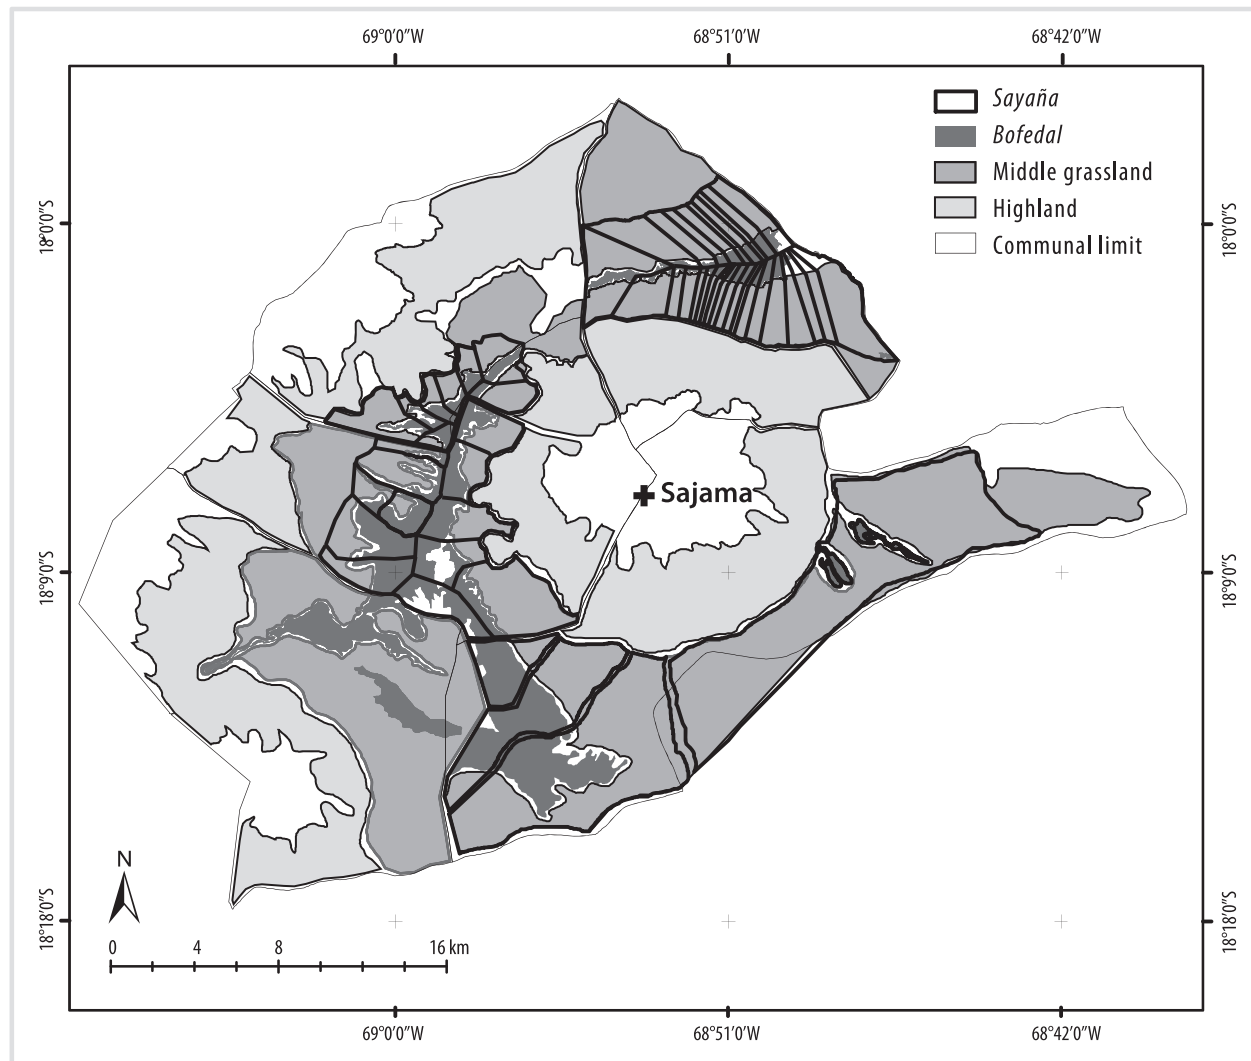 69°0'0"W
68°51'0"W
68°42'0"W
Sayaña
Bofedal
Middle grassland
Highland
Communal limit
18°0'0"S
18°0'0"S
Sajama
18°9'0"S
18°9'0"S
N
0 4 8 16 km
18°18'0"S
18°18'0"S
69°0'0"W
68°51'0"W
68°42'0"W